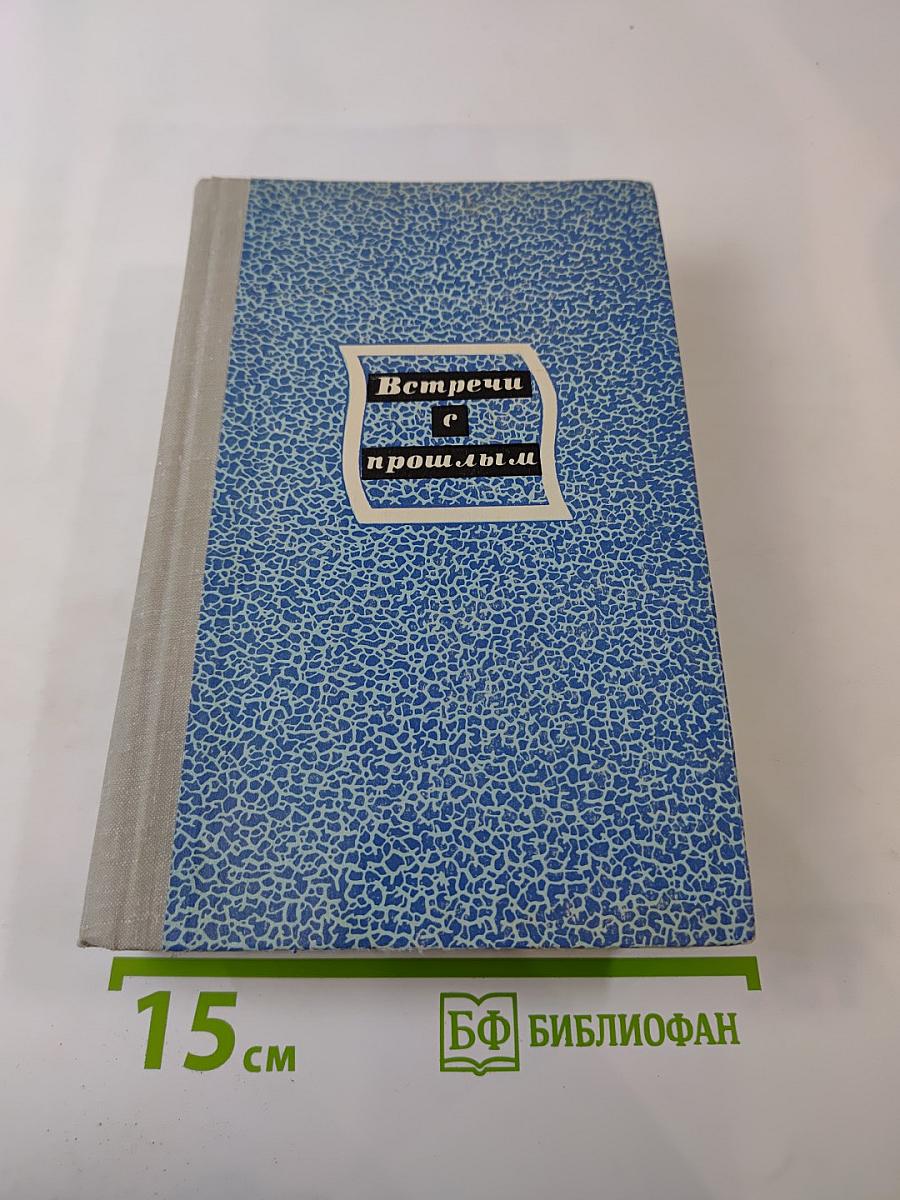 Встречи
с
прошлым
15 см
БФ БИБЛИОФАН